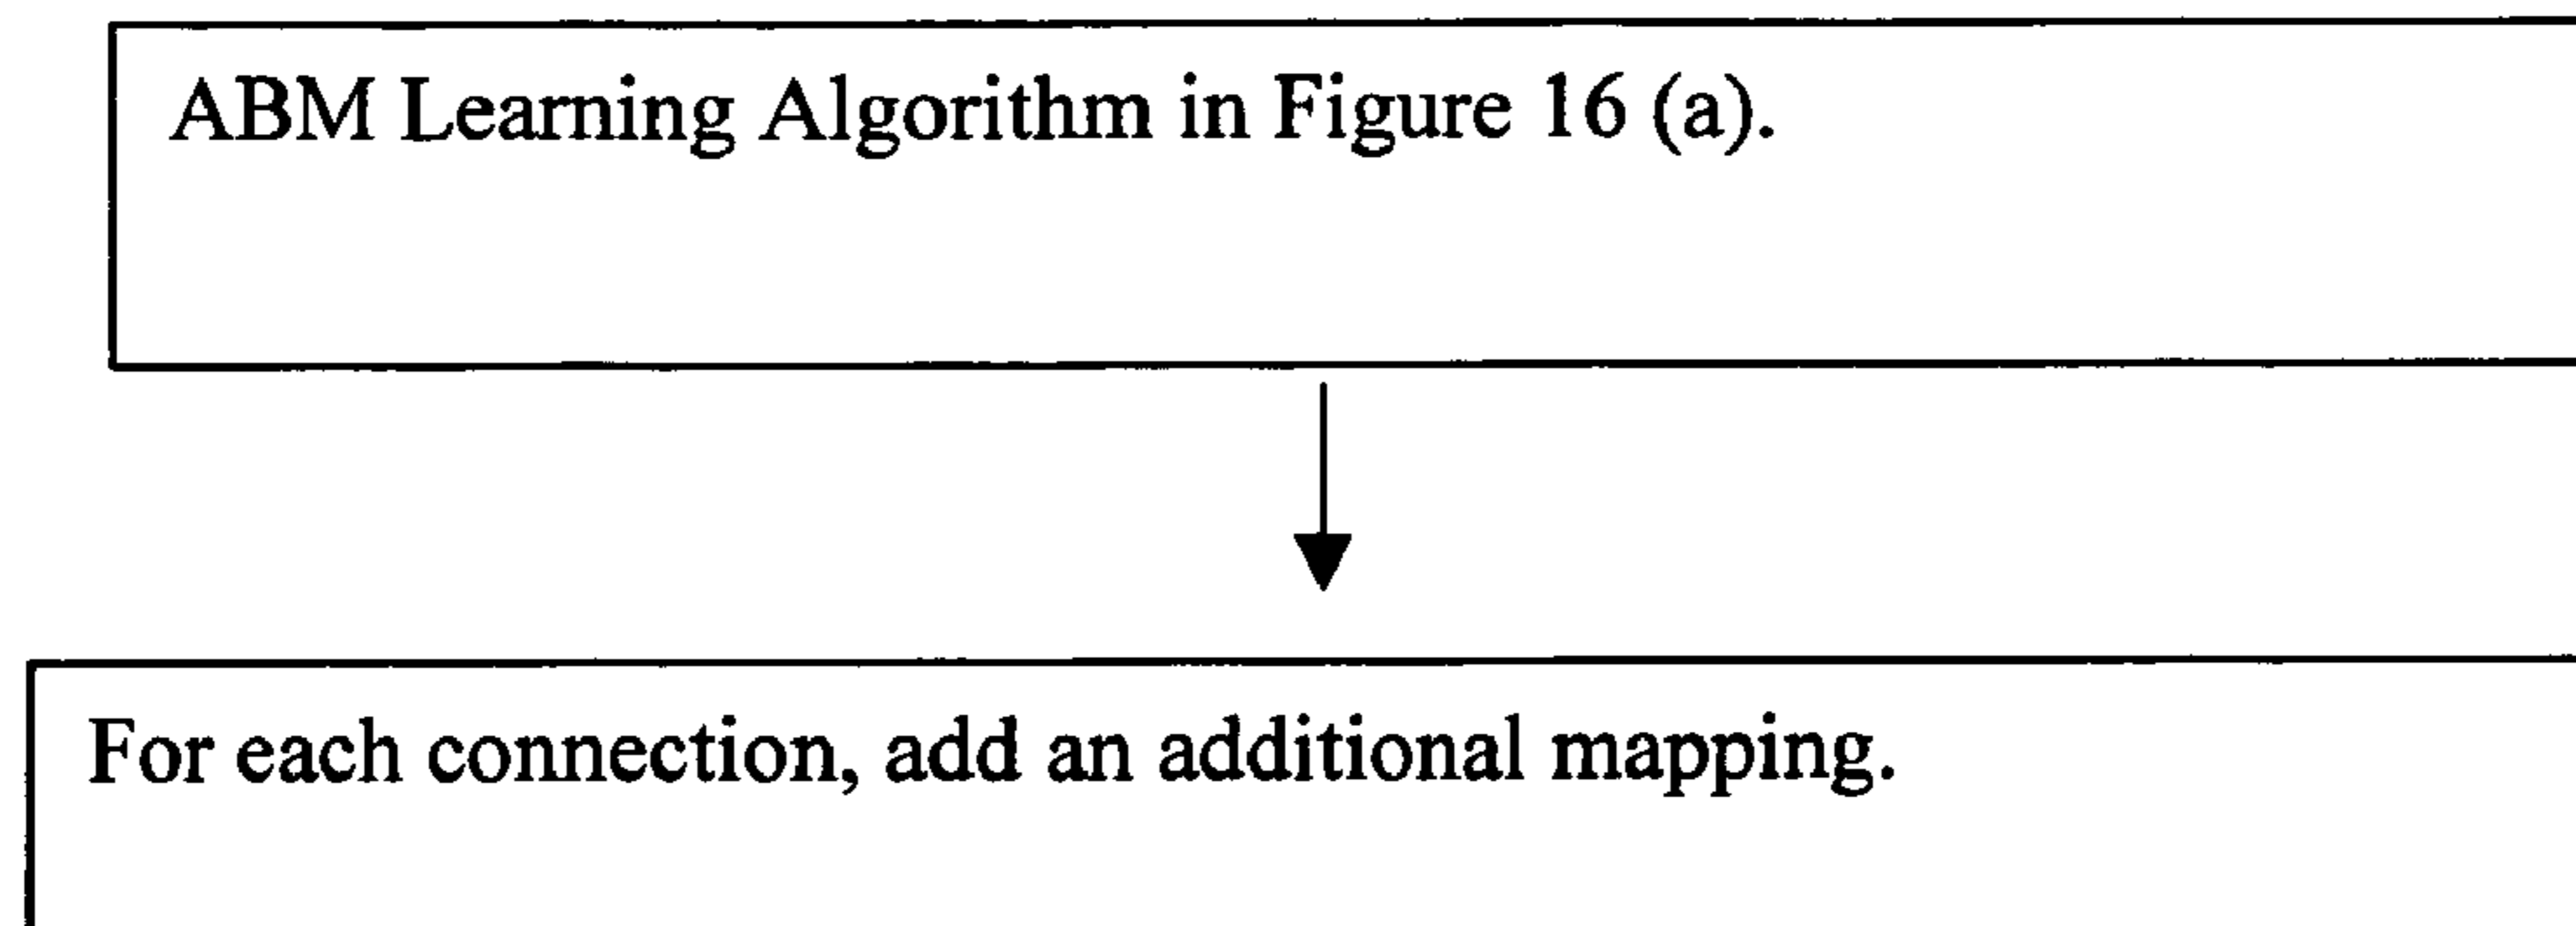 ABM Learning Algorithm in Figure 16 (a).
For each connection, add an additional mapping.